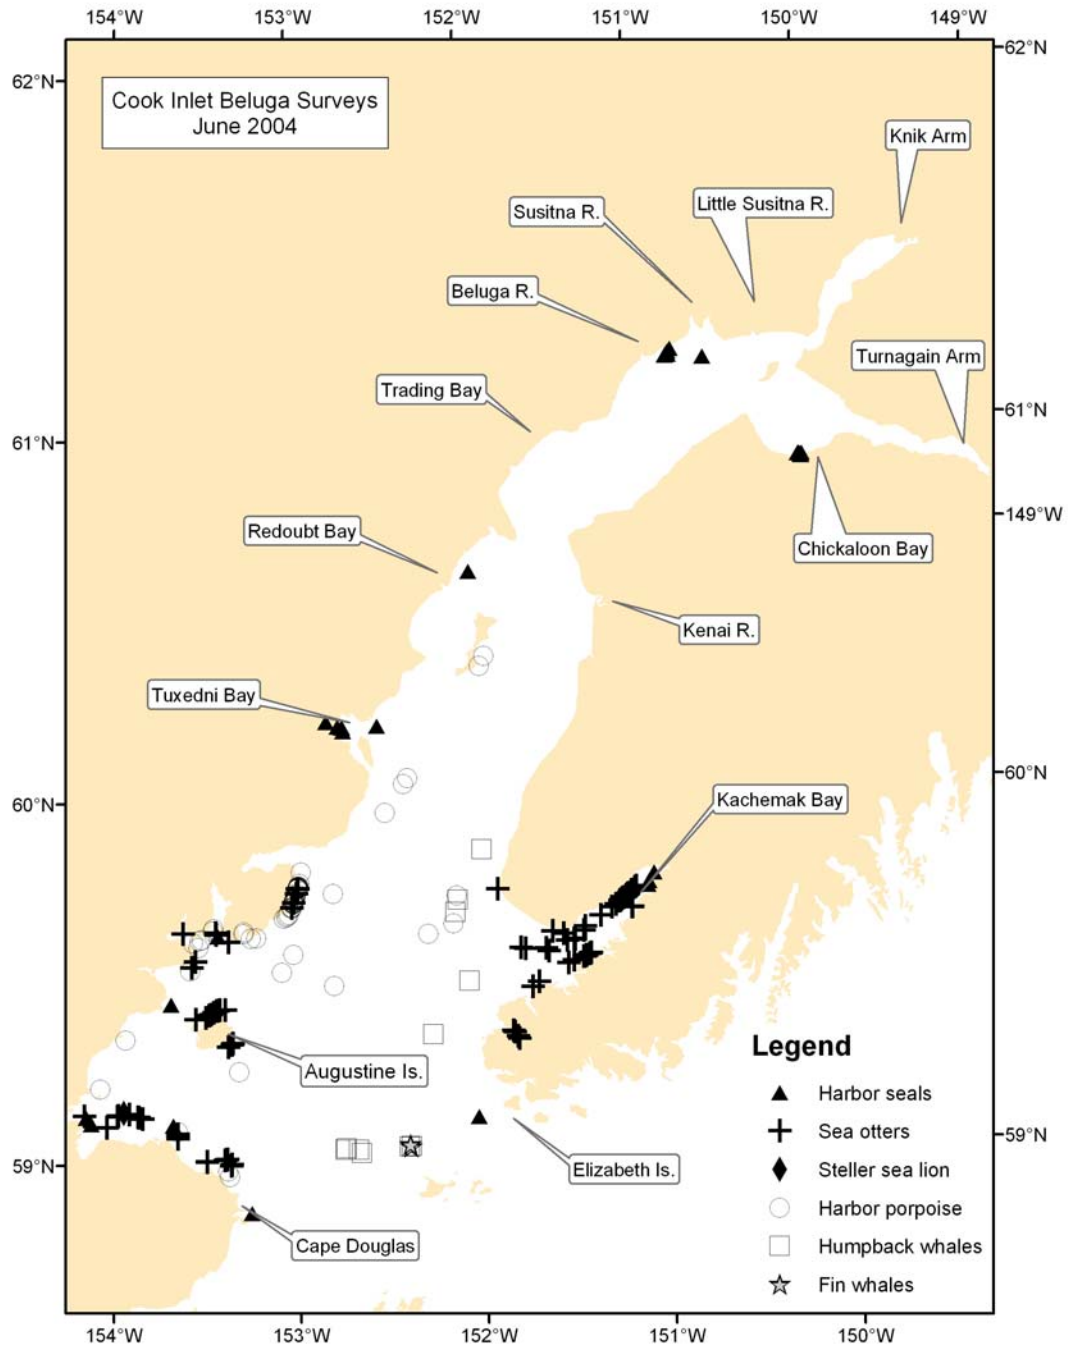 154°W 153°W 152°W 151°W 150°W 149°W
62°N
62°N
Cook Inlet Beluga Surveys
June 2004
Knik Arm
Little Susitna R.
Susitna R.
Beluga R.
Turnagain Arm
Trading Bay
61°N
61°N
149°W
Redoubt Bay
Chickaloon Bay
Kenai R.
Tuxedni Bay
60°N
Kachemak Bay
60°N
Legend
Augustine Is.
Harbor seals
Sea otters
59°N
59°N
Elizabeth Is.
Steller sea lion
Harbor porpoise
Cape Douglas
Humpback whales
Fin whales
154°W 153°W 152°W 151°W 150°W